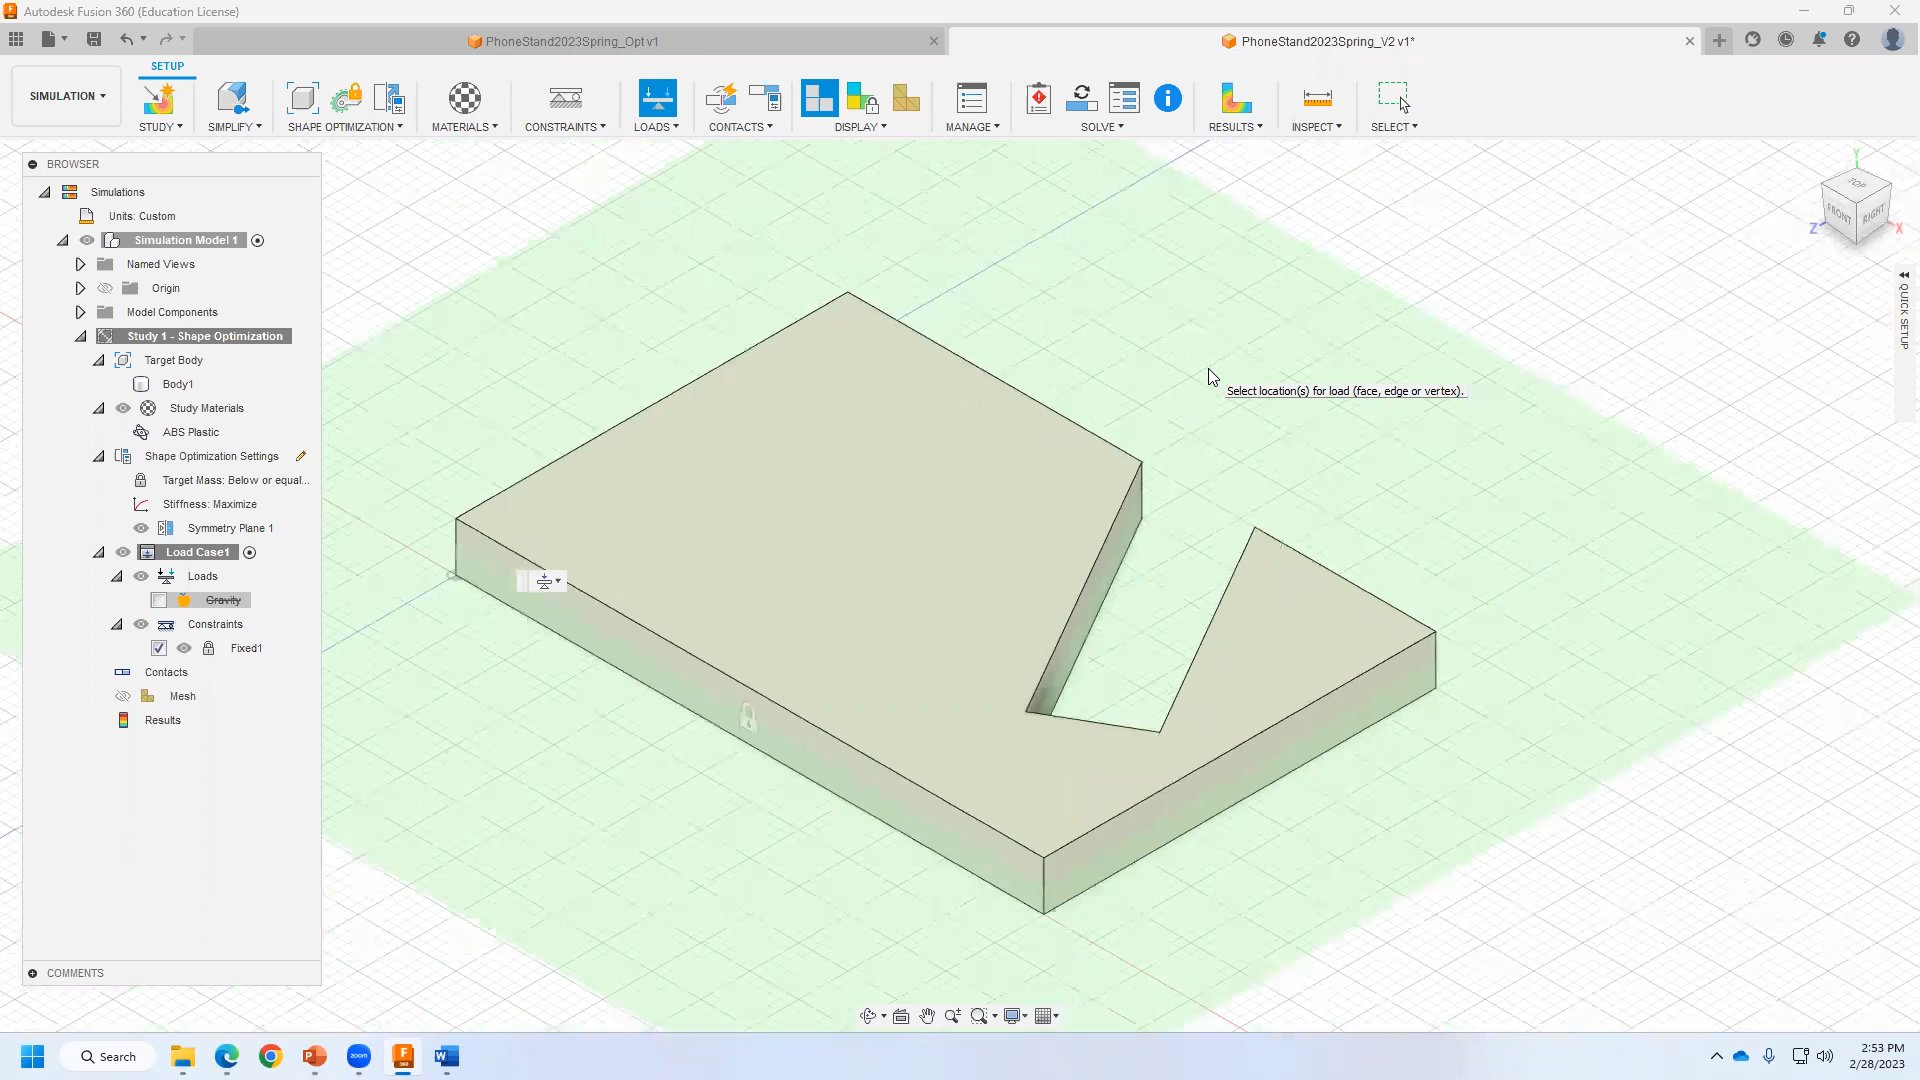 Autodesk Fusion 360 (Education License)
PhoneStand2023Spring_Opt v1
PhoneStand2023Spring_V2 v1*
SETUP
SIMULATION
STUDY
SIMPLIFY
SHAPE OPTIMIZATION
MATERIALS
CONSTRAINTS
LOADS
CONTACTS
DISPLAY
MANAGE
SOLVE
RESULTS
INSPECT
SELECT
BROWSER
Simulations
Units: Custom
Simulation Model 1
Named Views
Origin
Model Components
Study 1 - Shape Optimization
Target Body
Body1
Study Materials
ABS Plastic
Shape Optimization Settings
Target Mass: Below or equal...
Stiffness: Maximize
Symmetry Plane 1
Load Case1
Loads
Gravity
Constraints
Fixed1
Contacts
Mesh
Results
COMMENTS
Select location(s) for load (face, edge or vertex).
Y
TOP
FRONT
RIGHT
Z
X
QUICK SETUP
Search
zoom
F
360
W
P
2:53 PM
2/28/2023